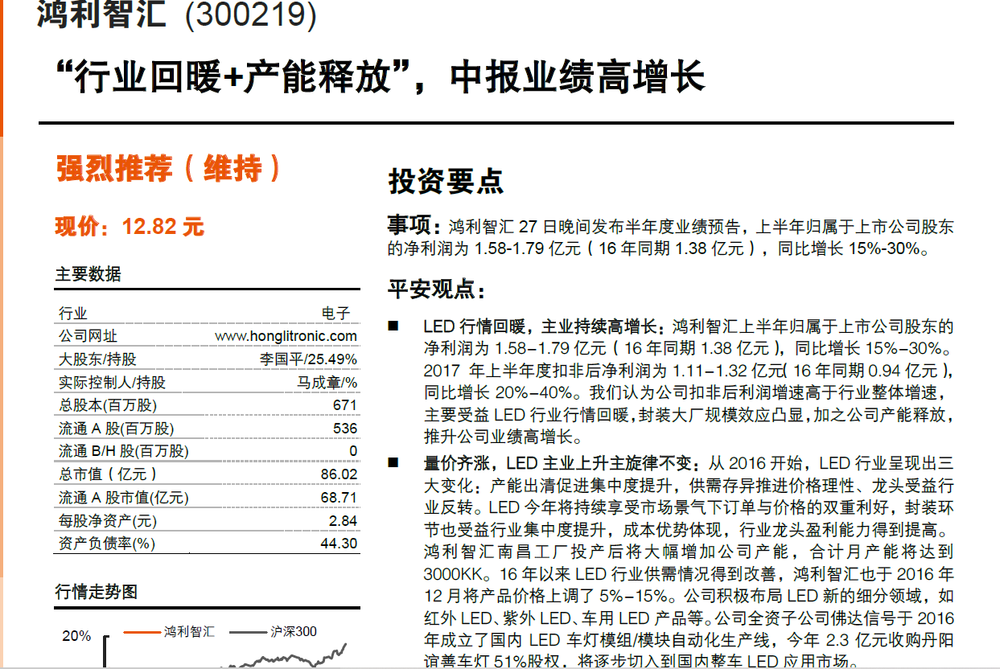 鸿利智汇 (300219)
“行业回暖+产能释放”，中报业绩高增长
强烈推荐（维持）
现价：12.82 元
主要数据
行业 电子
公司网址 www.honglitronic.com
大股东/持股 李国平/25.49%
实际控制人/持股 马成章/%
总股本(百万股) 671
流通 A 股(百万股) 536
流通 B/H 股(百万股) 0
总市值（亿元） 86.02
流通 A 股市值(亿元) 68.71
每股净资产(元) 2.84
资产负债率(%) 44.30
行情走势图
20%
鸿利智汇 沪深300
投资要点
事项：鸿利智汇 27 日晚间发布半年度业绩预告，上半年归属于上市公司股东
的净利润为 1.58-1.79 亿元（16 年同期 1.38 亿元），同比增长 15%-30%。
平安观点：
■ LED 行情回暖，主业持续高增长：鸿利智汇上半年归属于上市公司股东的
净利润为 1.58–1.79 亿元（16 年同期 1.38 亿元），同比增长 15%–30%。
2017 年上半年度扣非后净利润为 1.11–1.32 亿元（16 年同期 0.94 亿元），
同比增长 20%–40%。我们认为公司扣非后利润增速高于行业整体增速，
主要受益 LED 行业行情回暖，封装大厂规模效应凸显，加之公司产能释放，
推升公司业绩高增长。
■ 量价齐涨，LED 主业上升主旋律不变：从 2016 开始，LED 行业呈现出三
大变化：产能出清促进集中度提升，供需存异推进价格理性、龙头受益行
业反转。LED 今年将持续享受市场景气下订单与价格的双重利好，封装环
节也受益行业集中度提升，成本优势体现，行业龙头盈利能力得到提高。
鸿利智汇南昌工厂投产后将大幅增加公司产能，合计月产能将达到
3000KK。16 年以来 LED 行业供需情况得到改善，鸿利智汇也于 2016 年
12 月将产品价格上调了 5%–15%。公司积极布局 LED 新的细分领域，如
红外 LED、紫外 LED、车用 LED 产品等。公司全资子公司佛达信号于 2016
年成立了国内 LED 车灯模组/模块自动化生产线，今年 2.3 亿元收购丹阳
谊善车灯 51%股权，将逐步切入到国内整车 LED 应用市场。